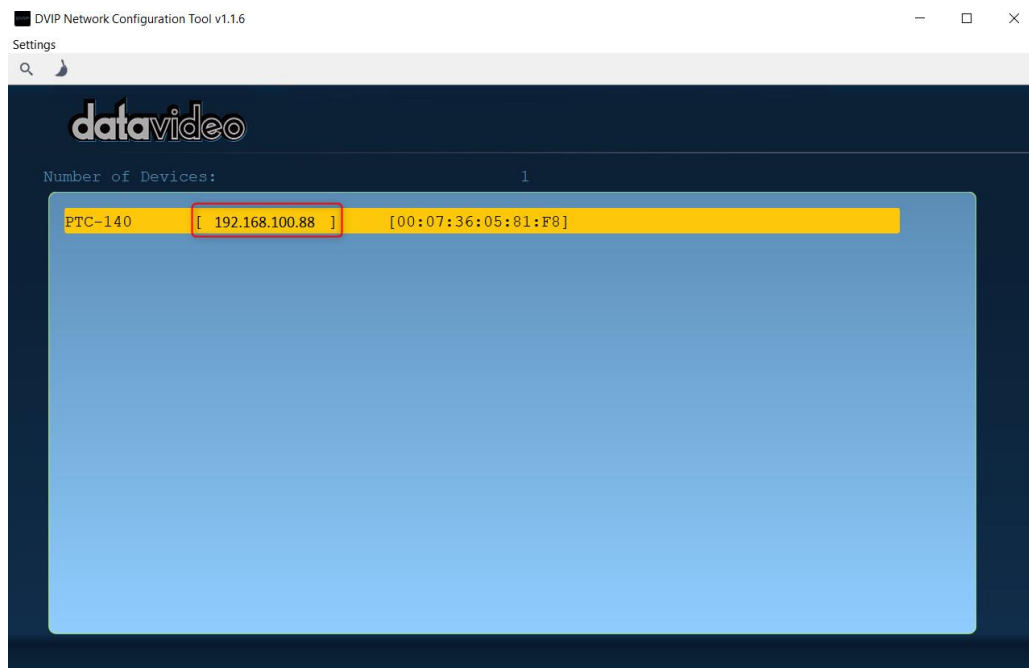 DVIP Network Configuration Tool v1.1.6
Settings
datavideo
Number of Devices: 1
PTC-140 [ 192.168.100.88 ] [00:07:36:05:81:F8]